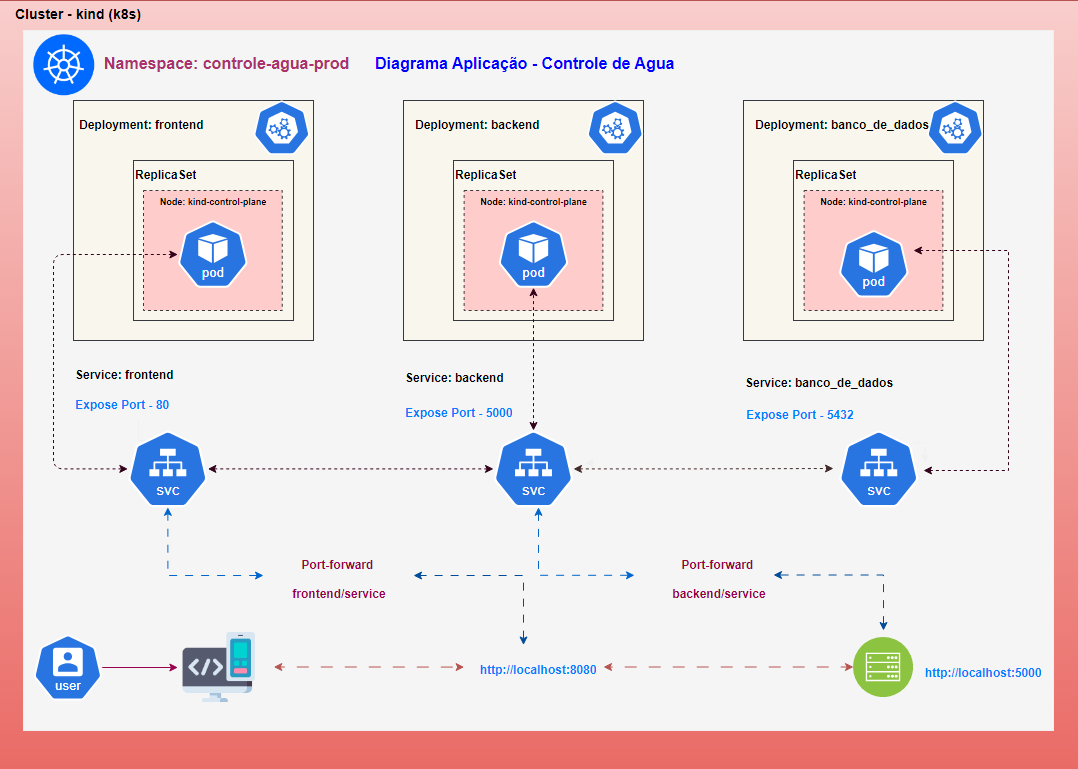 Cluster - kind (k8s)
Namespace: controle-agua-prod
Diagrama Aplicação - Controle de Agua
Deployment: frontend
Deployment: backend
Deployment: banco_de_dados
ReplicaSet
ReplicaSet
ReplicaSet
Node: kind-control-plane
Node: kind-control-plane
Node: kind-control-plane
pod
pod
pod
Service: frontend
Service: backend
Service: banco_de_dados
Expose Port - 80
Expose Port - 5000
Expose Port - 5432
SVC
SVC
SVC
Port-forward
frontend/service
Port-forward
backend/service
user
</>
http://localhost:8080
http://localhost:5000